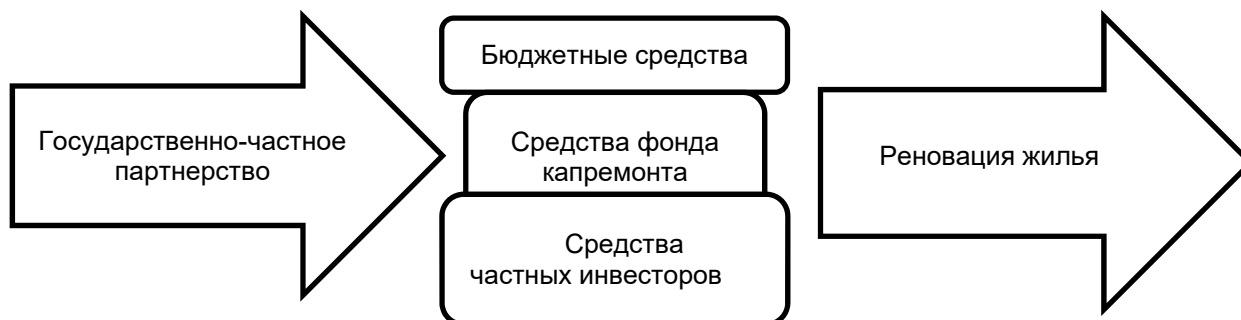 Государственно-частное
партнерство
Бюджетные средства
Средства фонда
капремонта
Средства
частных инвесторов
Реновация жилья